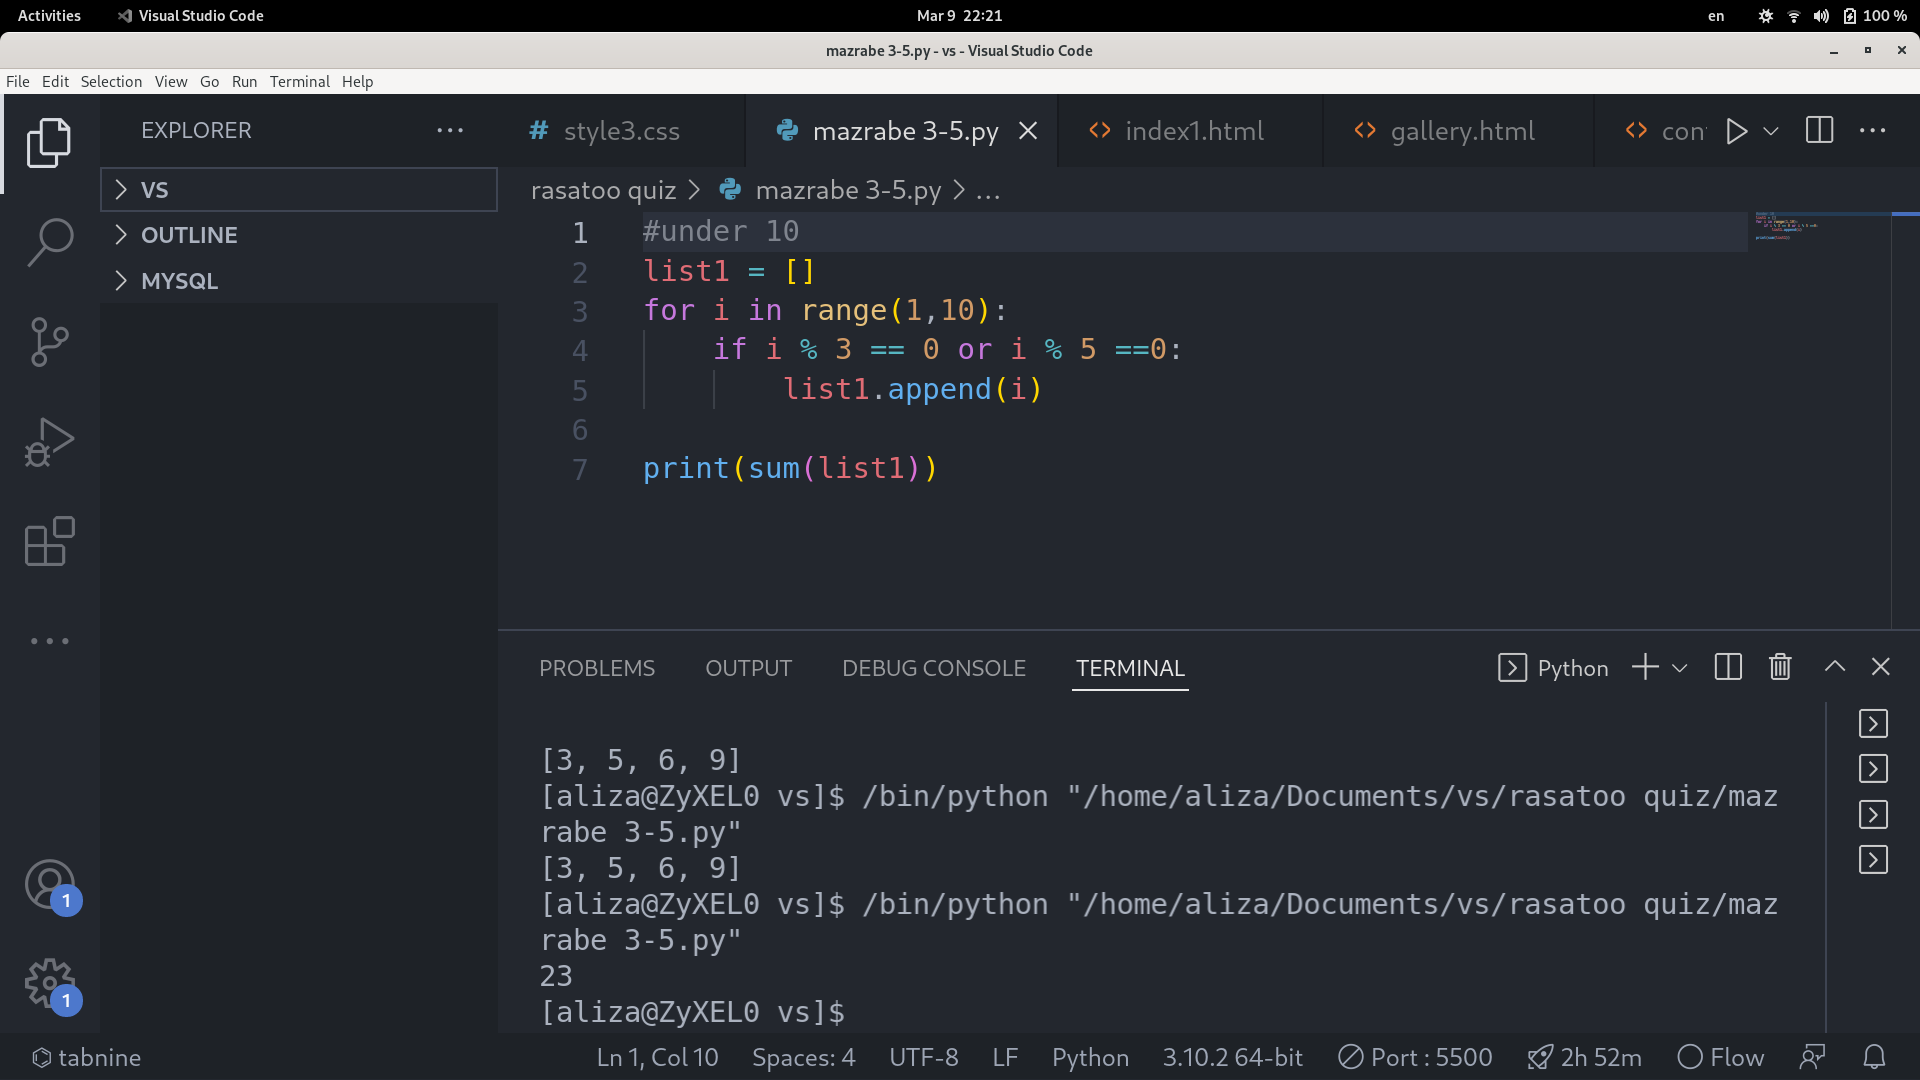 Activities Visual Studio Code Mar 9 22:21 en 100 %
mazrabe 3-5.py - vs - Visual Studio Code
File Edit Selection View Go Run Terminal Help
EXPLORER
style3.css mazrabe 3-5.py index1.html gallery.html con
VS
OUTLINE
MYSQL
rasatoo quiz > mazrabe 3-5.py > ...
1 #under 10
2 list1 = []
3 for i in range(1,10):
4 if i % 3 == 0 or i % 5 ==0:
5 list1.append(i)
6
7 print(sum(list1))
PROBLEMS OUTPUT DEBUG CONSOLE TERMINAL Python
[3, 5, 6, 9]
[aliza@ZyXEL0 vs]$ /bin/python "/home/aliza/Documents/vs/rasatoo quiz/maz
rabe 3-5.py"
[3, 5, 6, 9]
[aliza@ZyXEL0 vs]$ /bin/python "/home/aliza/Documents/vs/rasatoo quiz/maz
rabe 3-5.py"
23
[aliza@ZyXEL0 vs]$
1
1
tabnine Ln 1, Col 10 Spaces: 4 UTF-8 LF Python 3.10.2 64-bit Port : 5500 2h 52m Flow